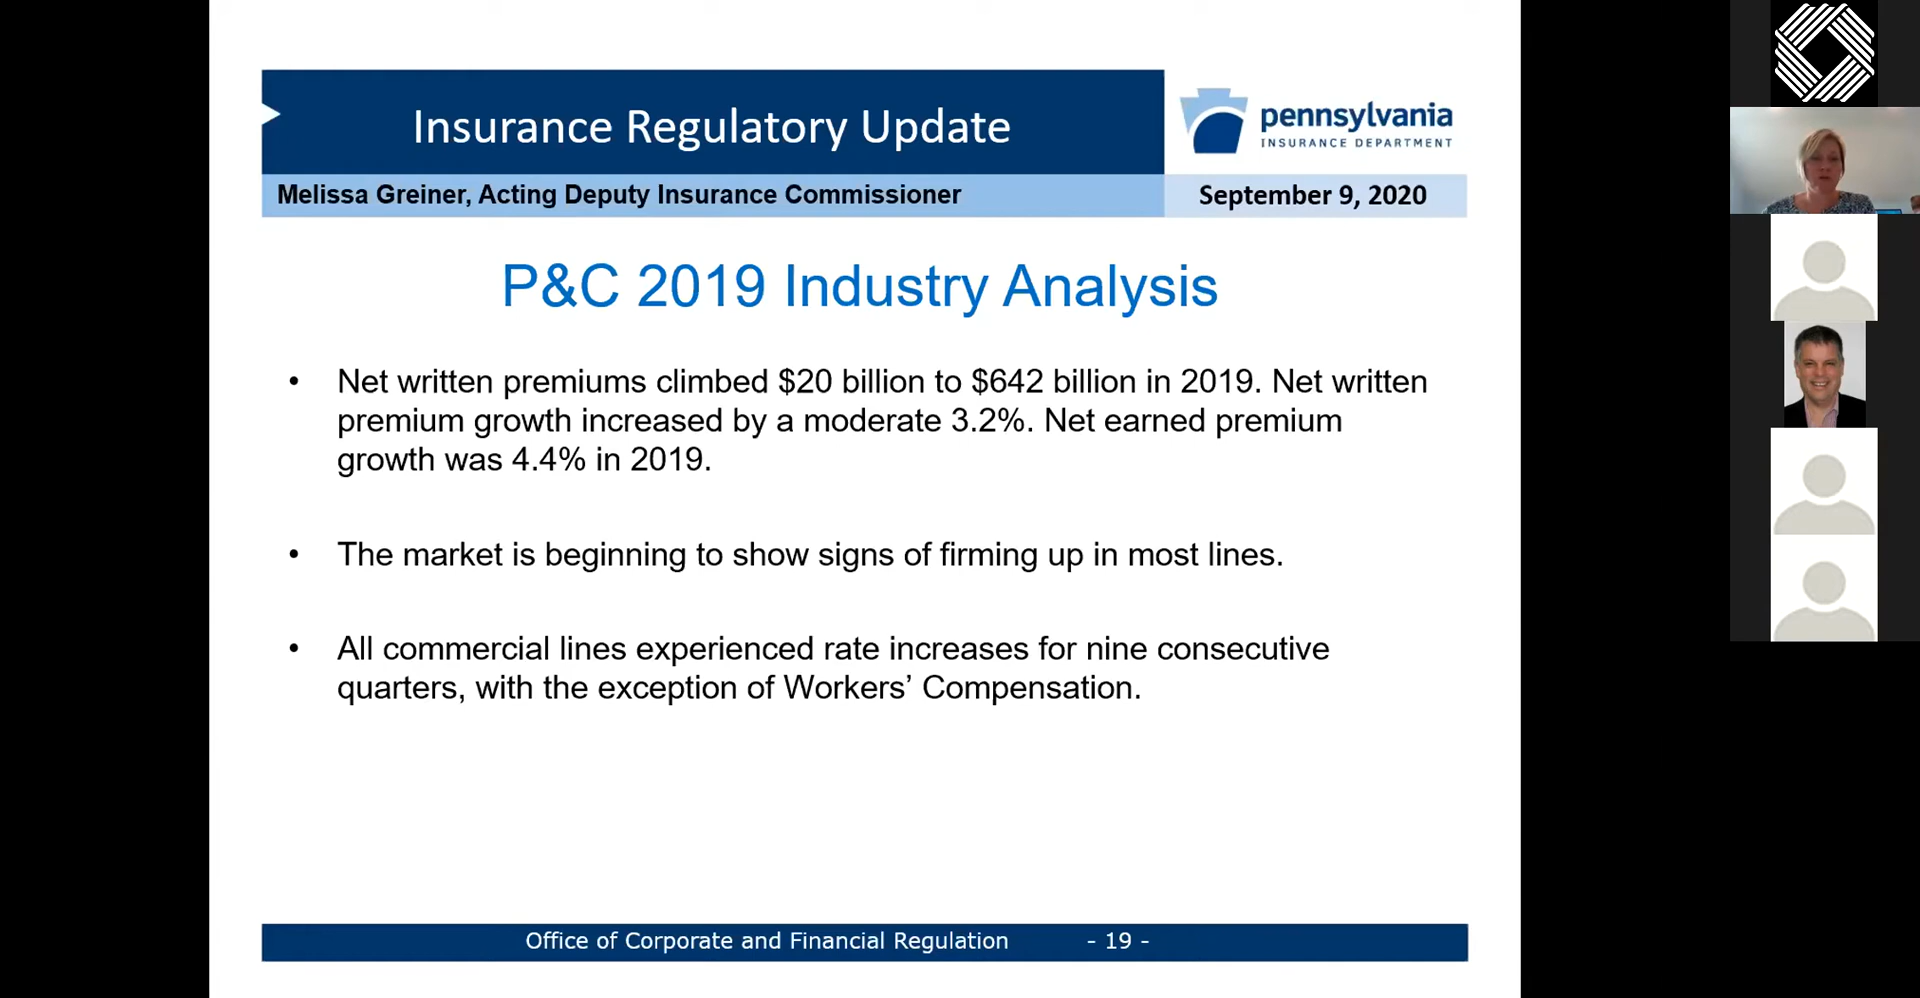 Insurance Regulatory Update
pennsylvania
INSURANCE DEPARTMENT
Melissa Greiner, Acting Deputy Insurance Commissioner
September 9, 2020
P&C 2019 Industry Analysis
• Net written premiums climbed $20 billion to $642 billion in 2019. Net written
premium growth increased by a moderate 3.2%. Net earned premium
growth was 4.4% in 2019.
• The market is beginning to show signs of firming up in most lines.
• All commercial lines experienced rate increases for nine consecutive
quarters, with the exception of Workers’ Compensation.
Office of Corporate and Financial Regulation - 19 -